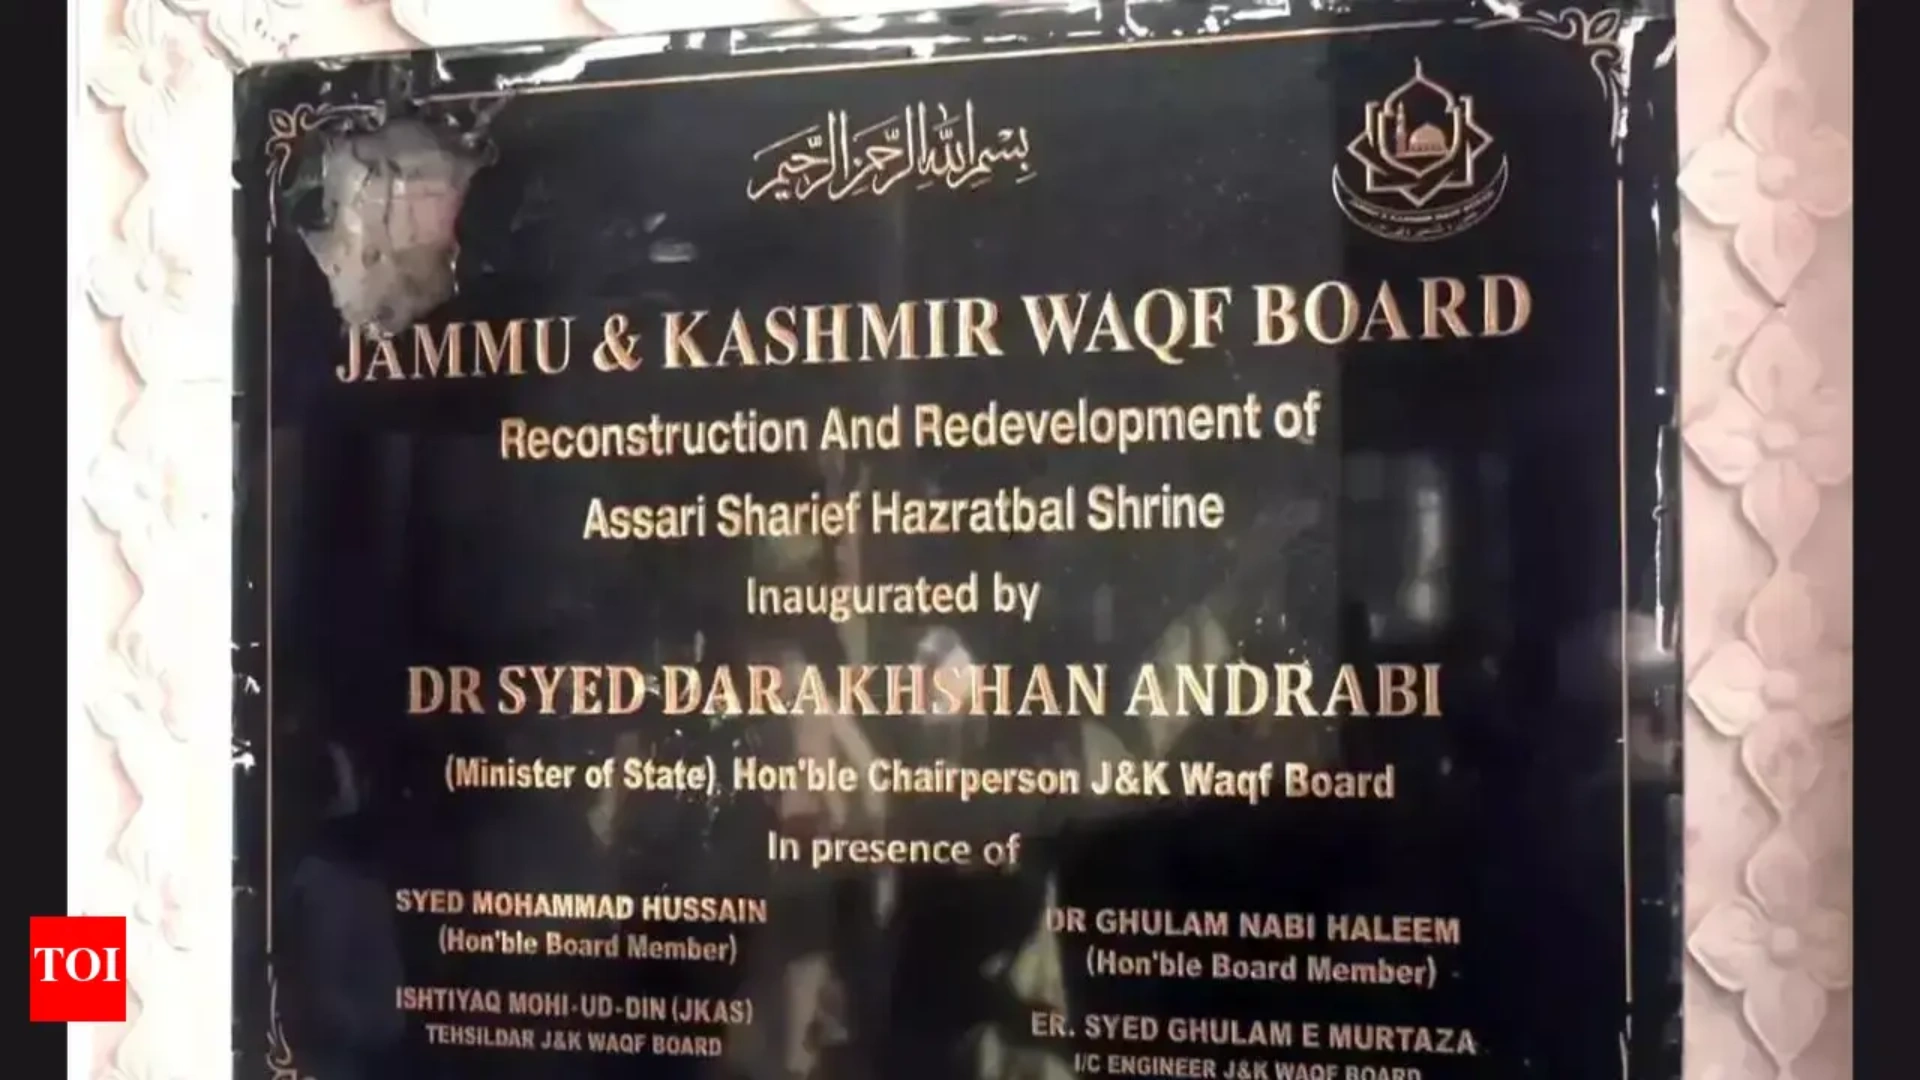 بسم الله الرحمن الرحيم
JAMMU & KASHMIR WAQF BOARD
Reconstruction And Redevelopment of
Assari Sharief Hazratbal Shrine
Inaugurated by
DR SYED DARAKHSHAN ANDRABI
(Minister of State), Hon'ble Chairperson J&K Waqf Board
In presence of
SYED MOHAMMAD HUSSAIN
(Hon'ble Board Member)
ISHTIYAQ MOHI-UD-DIN (JKAS)
TEHSILDAR J&K WAQF BOARD
DR GHULAM NABI HALEEM
(Hon'ble Board Member)
ER. SYED GHULAM E MURTAZA
I/C ENGINEER J&K WAQF BOARD
TOI